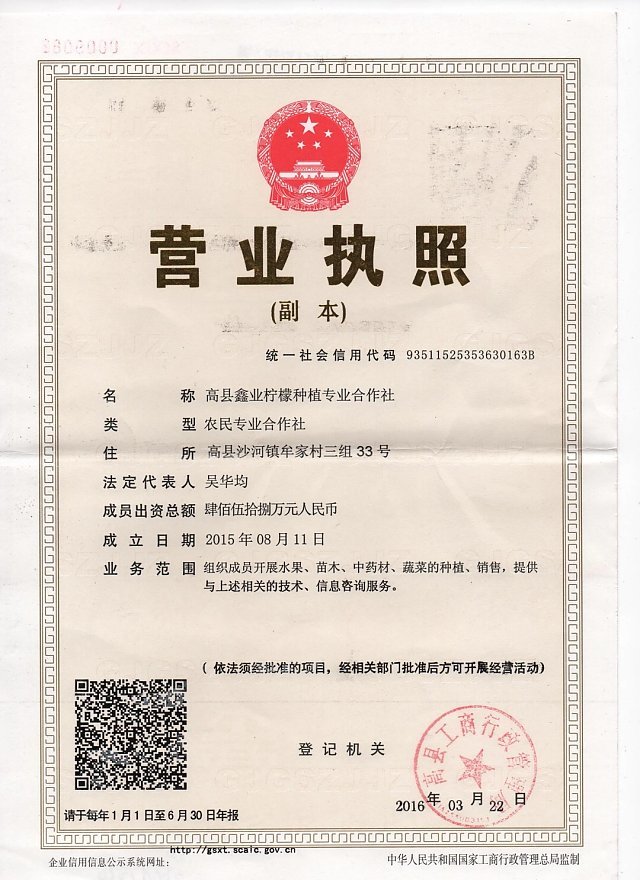 营业执照
(副 本)
统一社会信用代码 93511525353630163B
名 称 高县鑫业柠檬种植专业合作社
类 型 农民专业合作社
住 所 高县沙河镇牟家村三组33号
法定代表人 吴华均
成员出资总额 肆佰伍拾捌万元人民币
成立日期 2015年08月11日
业务范围 组织成员开展水果、苗木、中药材、蔬菜的种植、销售，提供
与上述相关的技术、信息咨询服务。
(依法须经批准的项目，经相关部门批准后方可开展经营活动)
登记机关
高县工商行政管
2016年03月22日
请于每年1月1日至6月30日年报
企业信用信息公示系统网址：
http://gsxt.scaic.gov.cn
中华人民共和国国家工商行政管理总局监制